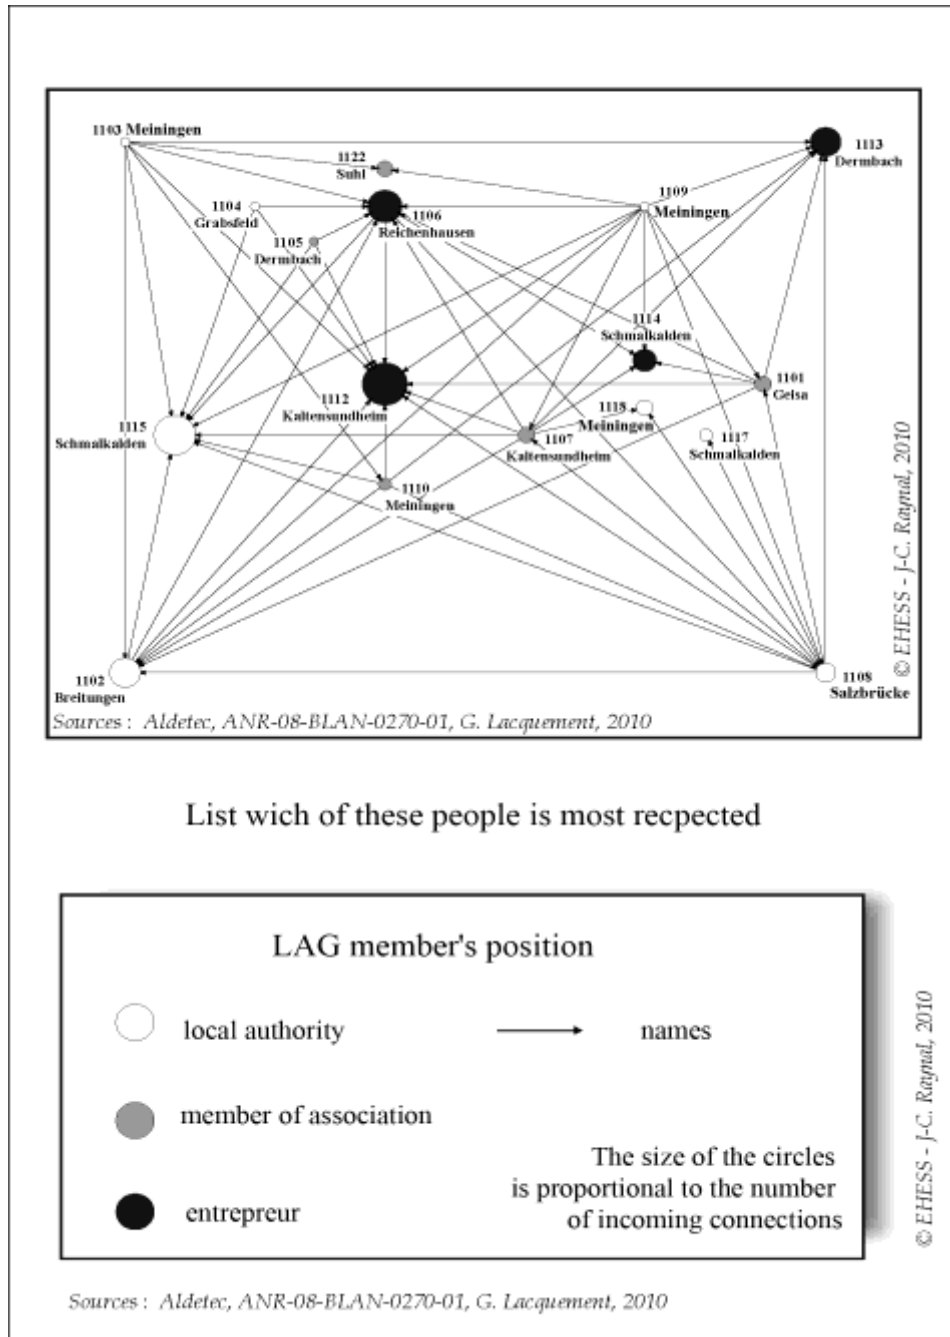 1103 Meiningen
1113
Dermbach
1122
Suhl
1109
Meiningen
1104
Grabsfeld
1106
Reichenhausen
1105
Dermbach
1114
Schmalkalden
1101
Geisa
1112
Kaltensundheim
1118
Meiningen
1115
Schmalkalden
1107
Kaltensundheim
1117
Schmalkalden
1110
Meiningen
1102
Breitungen
1108
Salzbrücke
© EHESS - J-C. Raynal, 2010
Sources : Aldetec, ANR-08-BLAN-0270-01, G. Lacquement, 2010
List wich of these people is most recpected
LAG member's position
local authority
names
member of association
The size of the circles
is proportional to the number
of incoming connections
entrepreur
© EHESS - J-C. Raynal, 2010
Sources : Aldetec, ANR-08-BLAN-0270-01, G. Lacquement, 2010